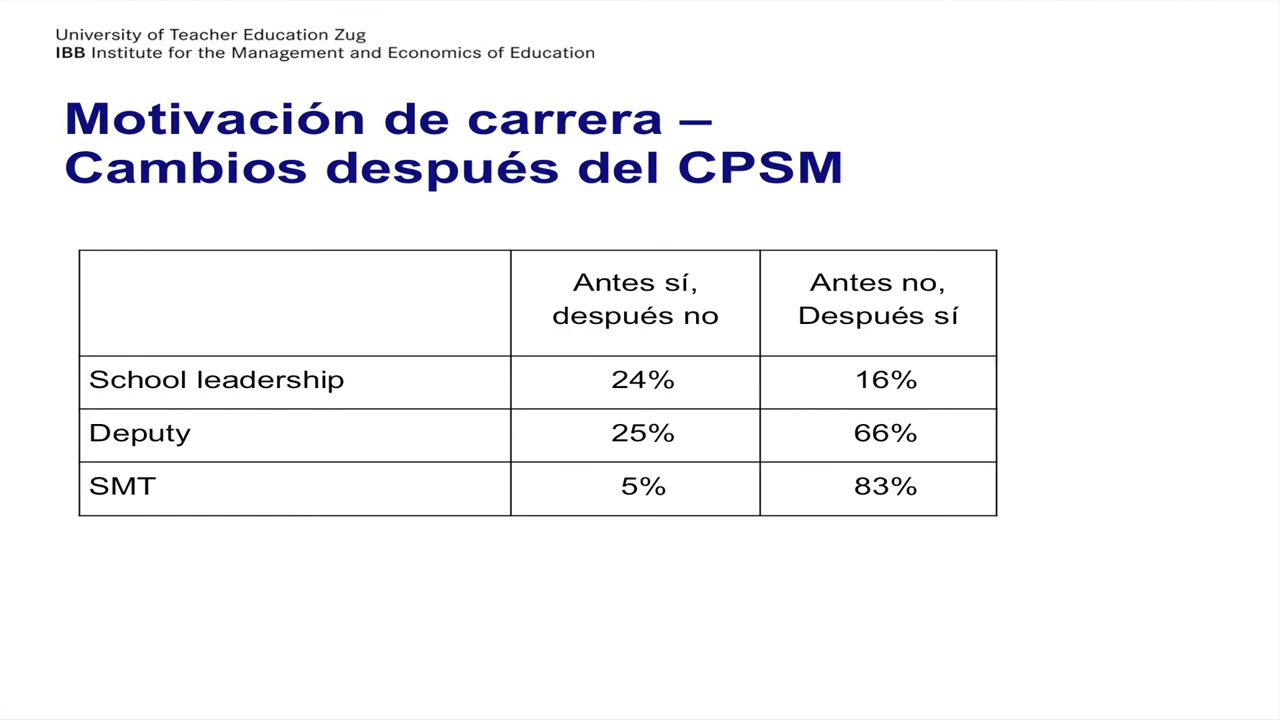 University of Teacher Education Zug
IBB Institute for the Management and Economics of Education
Motivación de carrera –
Cambios después del CPSM
Antes sí,
después no
Antes no,
Después sí
School leadership 24% 16%
Deputy 25% 66%
SMT 5% 83%